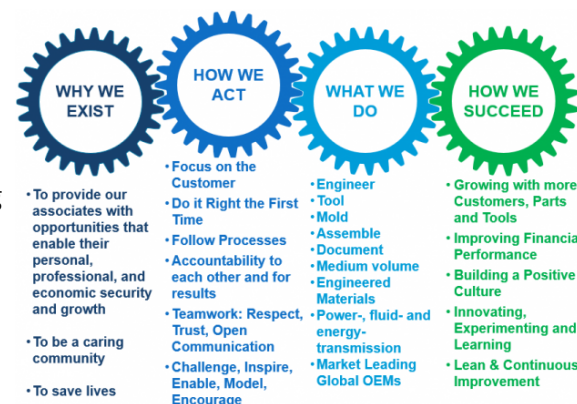 WHY WE
EXIST
• To provide our
associates with
opportunities that
enable their
personal,
professional, and
economic security
and growth
• To be a caring
community
• To save lives
HOW WE
ACT
• Focus on the
Customer
• Do it Right the First
Time
• Follow Processes
• Accountability to
each other and for
results
• Teamwork: Respect,
Trust, Open
Communication
• Challenge, Inspire,
Enable, Model,
Encourage
WHAT WE
DO
• Engineer
• Tool
• Mold
• Assemble
• Document
• Medium volume
• Engineered
Materials
• Power-, fluid- and
energy-
transmission
• Market Leading
Global OEMs
HOW WE
SUCCEED
• Growing with more
Customers, Parts
and Tools
• Improving Financia
Performance
• Building a Positive
Culture
• Innovating,
Experimenting and
Learning
• Lean & Continuous
Improvement